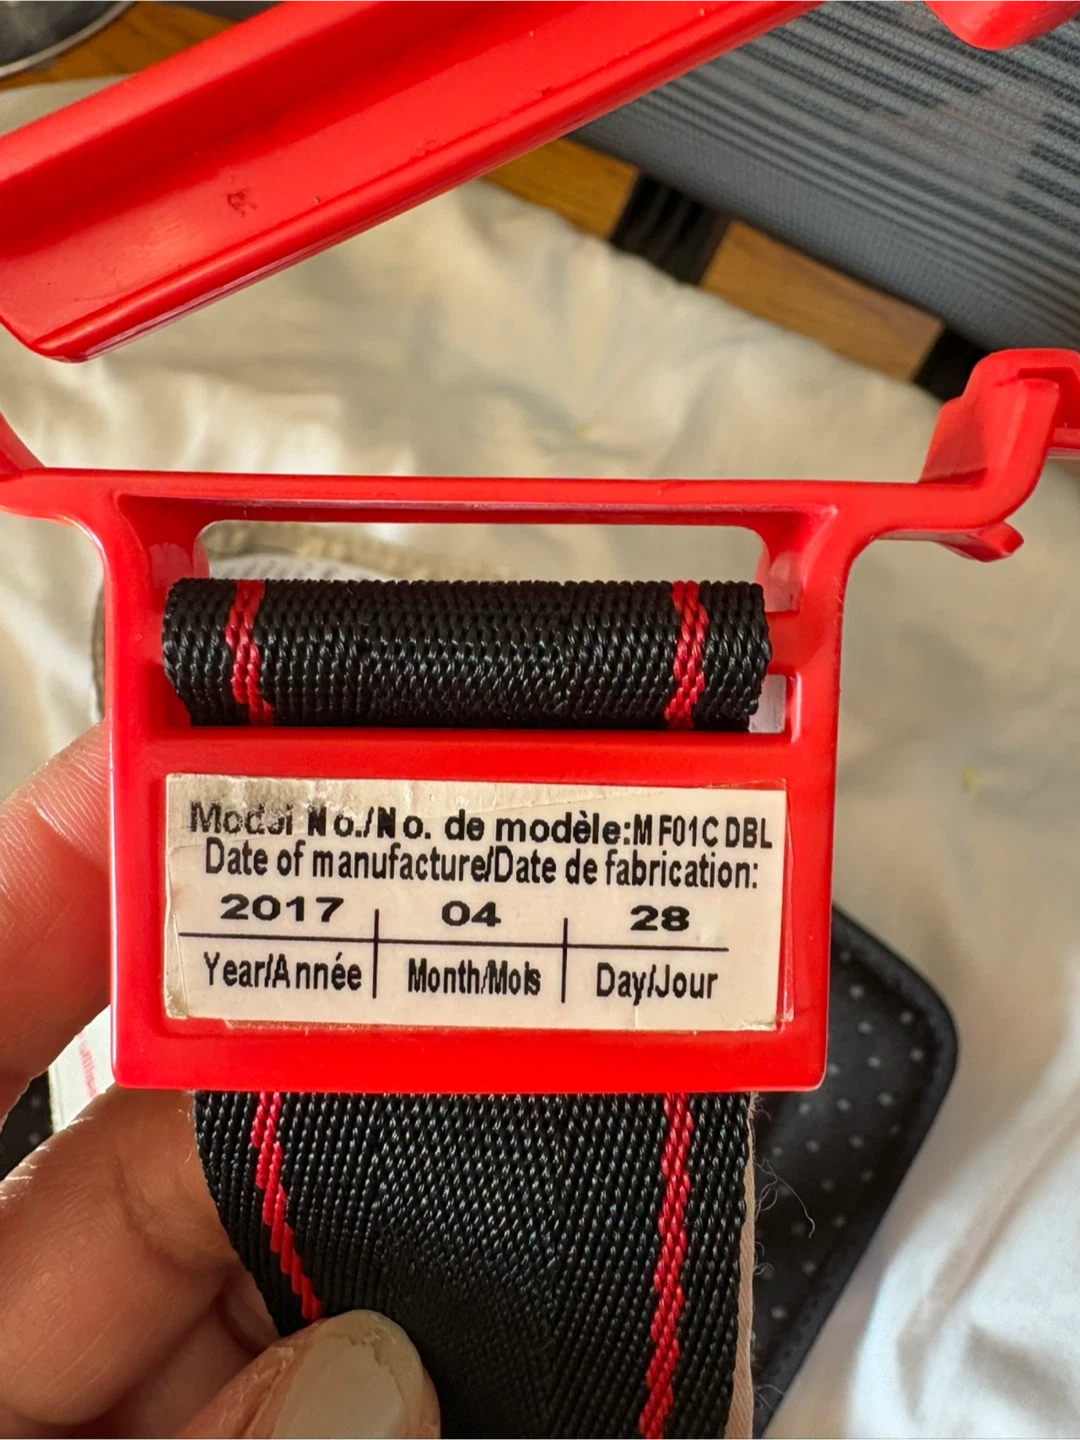 Model No./No. de modèle:MF01C DBL
Date of manufacture/Date de fabrication:
2017 04 28
Year/Année Month/Mois Day/Jour